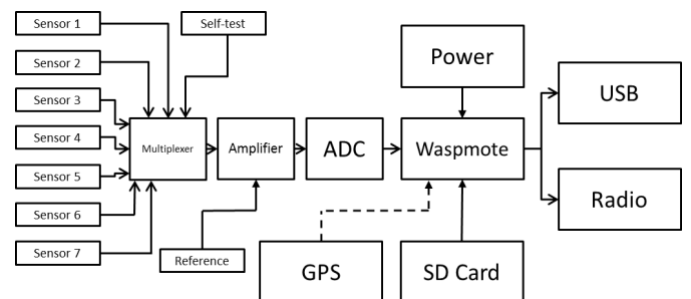 Sensor 1
Self-test
Sensor 2
Power
Sensor 3
USB
Sensor 4
Multiplexer
Amplifier
ADC
Waspmote
Sensor 5
Radio
Sensor 6
Sensor 7
Reference
GPS
SD Card